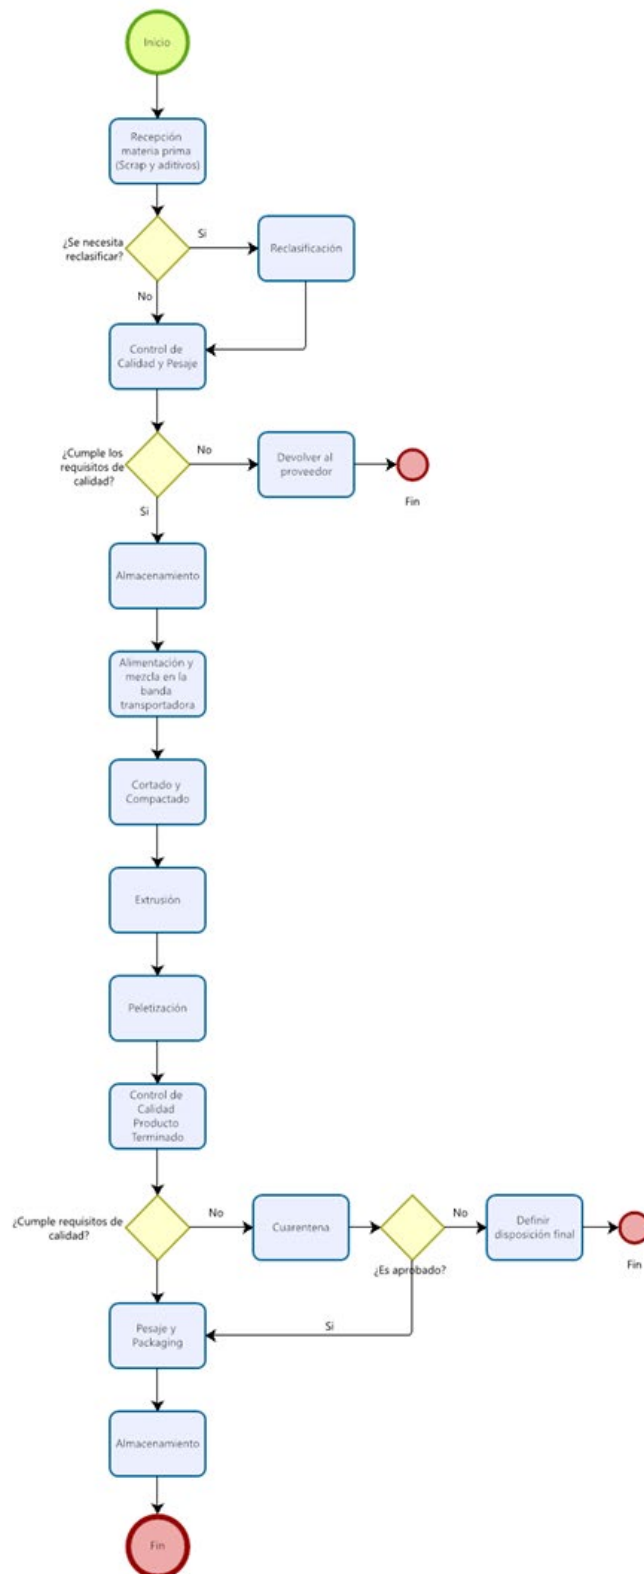 Inicio
Recepción
materia prima
(Scrap y aditivos)
¿Se necesita
reclasificar?
Si
Reclasificación
No
Control de
Calidad y Pesaje
¿Cumple los
requisitos de
calidad?
No
Devolver al
proveedor
Fin
Si
Almacenamiento
Alimentación y
mezcla en la
banda
transportadora
Cortado y
Compactado
Extrusión
Peletización
Control de
Calidad
Producto
Terminado
¿Cumple requisitos de
calidad?
No
Cuarentena
¿Es aprobado?
No
Definir
disposición final
Fin
Si
Pesaje y
Packaging
Almacenamiento
Fin